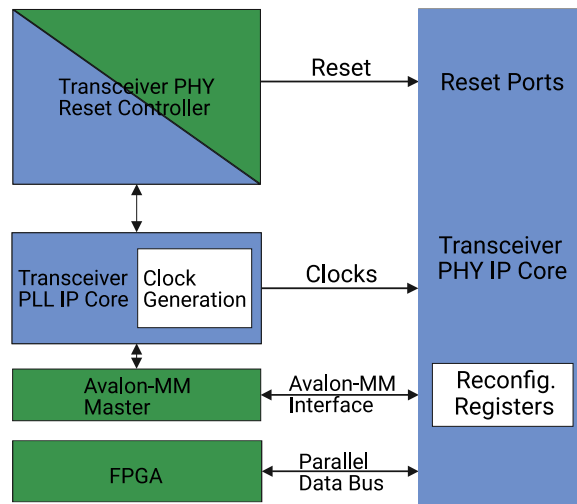 Transceiver PHY
Reset Controller
Reset
Reset Ports
Transceiver
PLL IP Core
Clock
Generation
Clocks
Transceiver
PHY IP Core
Avalon-MM
Master
Avalon-MM
Interface
Reconfig.
Registers
FPGA
Parallel
Data Bus